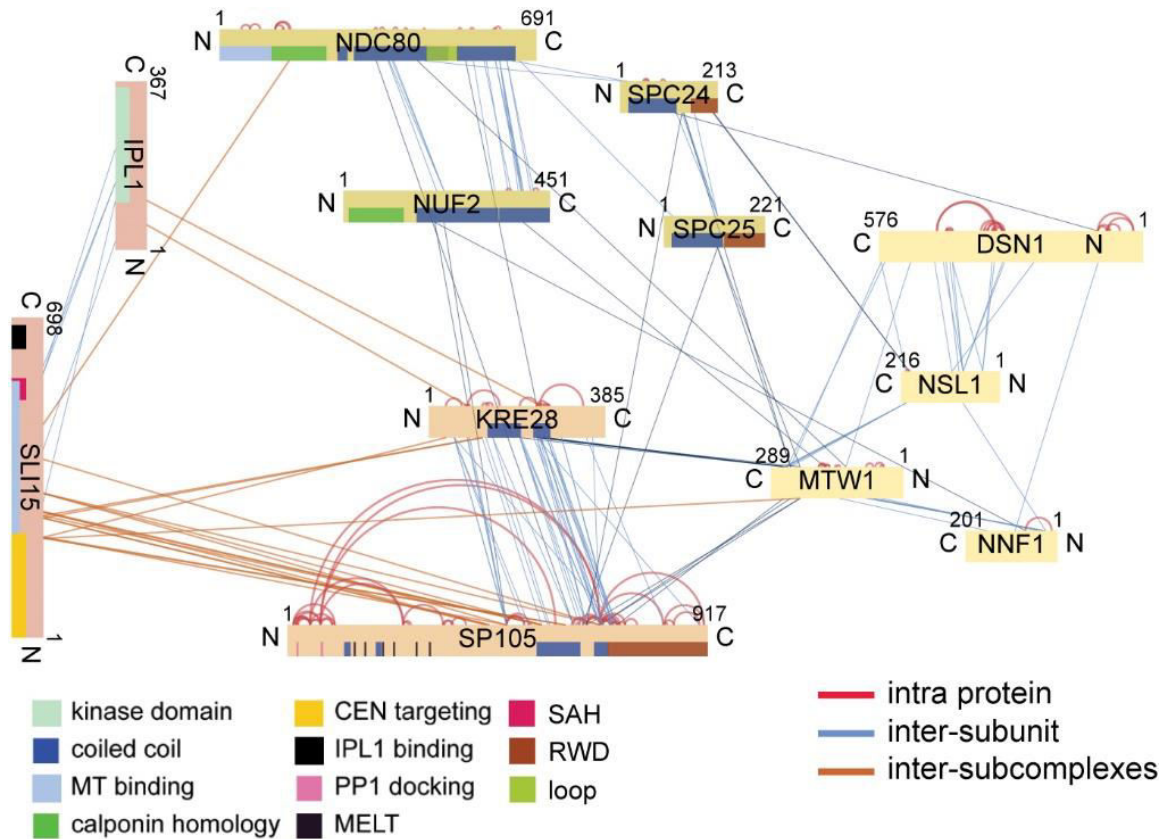 1 691
N NDC80 C
1 213
N SPC24 C
C 367
IPL1
1 N
1 451
N NUF2 C
1 221
N SPC25 C
576 1
C DSN1 N
216 1
C NSL1 N
C 698
SLI15
1 N
1 385
N KRE28 C
289 1
C MTW1 N
201 1
C NNF1 N
1 917
N SP105 C
kinase domain
coiled coil
MT binding
calponin homology
CEN targeting
IPL1 binding
PP1 docking
MELT
SAH
RWD
loop
intra protein
inter-subunit
inter-subcomplexes